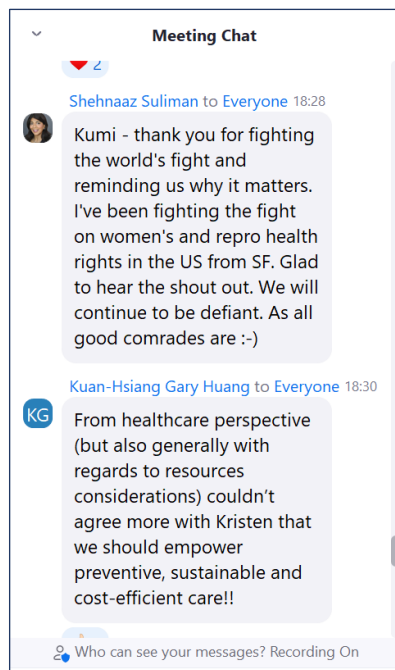 Meeting Chat
2
Shehnaaz Suliman to Everyone 18:28
Kumi - thank you for fighting
the world's fight and
reminding us why it matters.
I've been fighting the fight
on women's and repro health
rights in the US from SF. Glad
to hear the shout out. We will
continue to be defiant. As all
good comrades are :-)
Kuan-Hsiang Gary Huang to Everyone 18:30
KG
From healthcare perspective
(but also generally with
regards to resources
considerations) couldn't
agree more with Kristen that
we should empower
preventive, sustainable and
cost-efficient care!!
Who can see your messages? Recording On